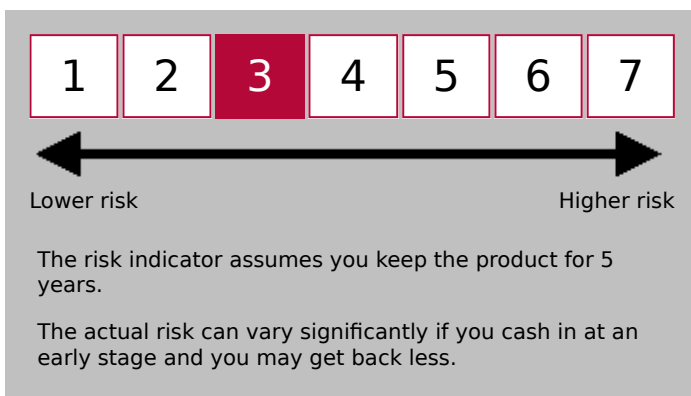 1 2 3 4 5 6 7
Lower risk Higher risk
The risk indicator assumes you keep the product for 5
years.
The actual risk can vary significantly if you cash in at an
early stage and you may get back less.